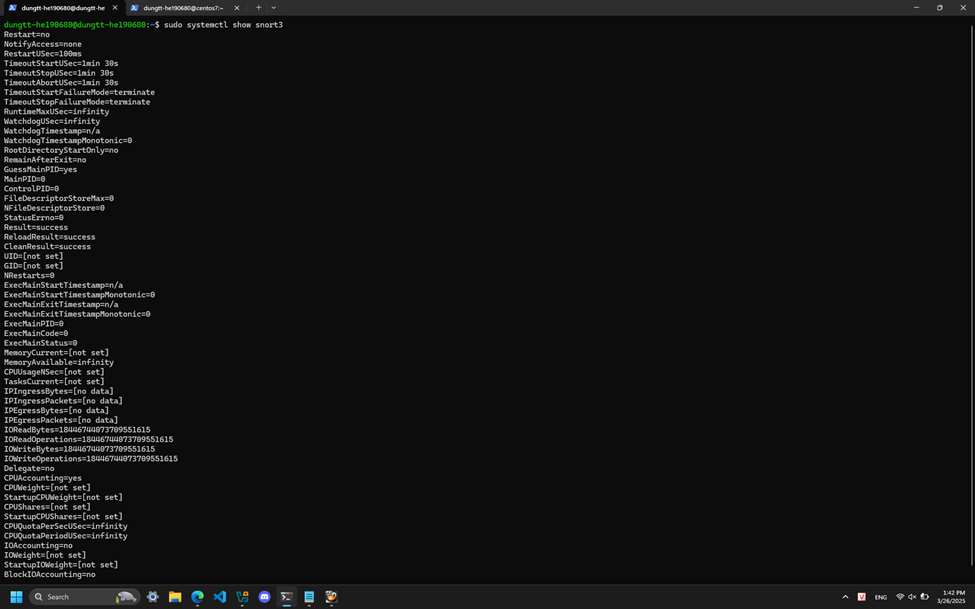 dungtt-he190680@dungtt-he
dungtt-he190680@centos7:~
dungtt-he190680@dungtt-he190680:~$ sudo systemctl show snort3
Restart=no
NotifyAccess=none
RestartUSec=100ms
TimeoutStartUSec=1min 30s
TimeoutStopUSec=1min 30s
TimeoutAbortUSec=1min 30s
TimeoutStartFailureMode=terminate
TimeoutStopFailureMode=terminate
RuntimeMaxUSec=infinity
WatchdogUSec=infinity
WatchdogTimestamp=n/a
WatchdogTimestampMonotonic=0
RootDirectoryStartOnly=no
RemainAfterExit=no
GuessMainPID=yes
MainPID=0
ControlPID=0
FileDescriptorStoreMax=0
NFileDescriptorStore=0
StatusErrno=0
Result=success
ReloadResult=success
CleanResult=success
UID=[not set]
GID=[not set]
NRestarts=0
ExecMainStartTimestamp=n/a
ExecMainStartTimestampMonotonic=0
ExecMainExitTimestamp=n/a
ExecMainExitTimestampMonotonic=0
ExecMainPID=0
ExecMainCode=0
ExecMainStatus=0
MemoryCurrent=[not set]
MemoryAvailable=infinity
CPUUsageNSec=[not set]
TasksCurrent=[not set]
IPIngressBytes=[no data]
IPIngressPackets=[no data]
IPEgressBytes=[no data]
IPEgressPackets=[no data]
IOReadBytes=18446744073709551615
IOReadOperations=18446744073709551615
IOWriteBytes=18446744073709551615
IOWriteOperations=18446744073709551615
Delegate=no
CPUAccounting=yes
CPUWeight=[not set]
StartupCPUWeight=[not set]
CPUShares=[not set]
StartupCPUShares=[not set]
CPUQuotaPerSecUSec=infinity
CPUQuotaPeriodUSec=infinity
IOAccounting=no
IOWeight=[not set]
StartupIOWeight=[not set]
BlockIOAccounting=no
Search
ENG
1:42 PM
3/26/2025